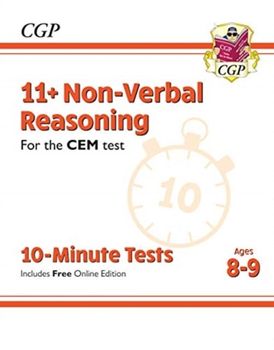 CGP
CGP
11+ Non-Verbal
Reasoning
For the CEM test
10
10-Minute Tests
Includes Free Online Edition
Ages
8-9